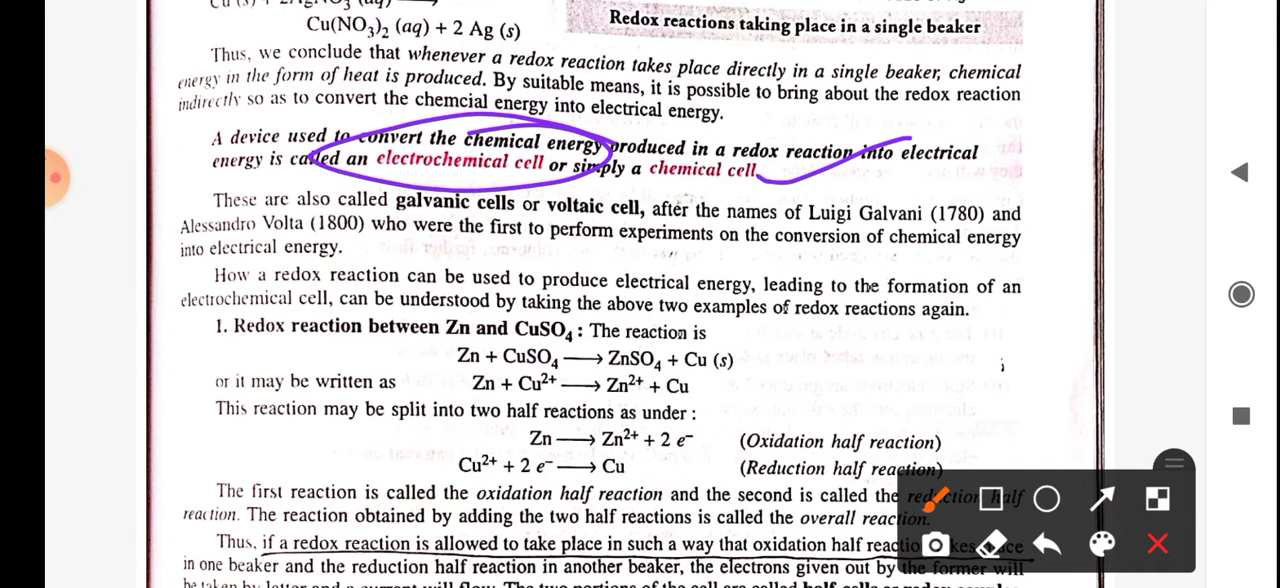 Cu(NO₃)₂ (aq) + 2 Ag (s)
Redox reactions taking place in a single beaker
Thus, we conclude that whenever a redox reaction takes place directly in a single beaker, chemical
energy in the form of heat is produced. By suitable means, it is possible to bring about the redox reaction
indirectly so as to convert the chemcial energy into electrical energy.
A device used to convert the chemical energy produced in a redox reaction into electrical
energy is called an electrochemical cell or simply a chemical cell.
These are also called galvanic cells or voltaic cell, after the names of Luigi Galvani (1780) and
Alessandro Volta (1800) who were the first to perform experiments on the conversion of chemical energy
into electrical energy.
How a redox reaction can be used to produce electrical energy, leading to the formation of an
electrochemical cell, can be understood by taking the above two examples of redox reactions again.
1. Redox reaction between Zn and CuSO₄ : The reaction is
Zn + CuSO₄ ⟶ ZnSO₄ + Cu (s)
or it may be written as Zn + Cu²⁺ ⟶ Zn²⁺ + Cu
This reaction may be split into two half reactions as under :
Zn ⟶ Zn²⁺ + 2 e⁻ (Oxidation half reaction)
Cu²⁺ + 2 e⁻ ⟶ Cu (Reduction half reaction)
The first reaction is called the oxidation half reaction and the second is called the reduction half
reaction. The reaction obtained by adding the two half reactions is called the overall reaction.
Thus, if a redox reaction is allowed to take place in such a way that oxidation half
in one beaker and the reduction half reaction in another beaker, the electrons given out by the former will